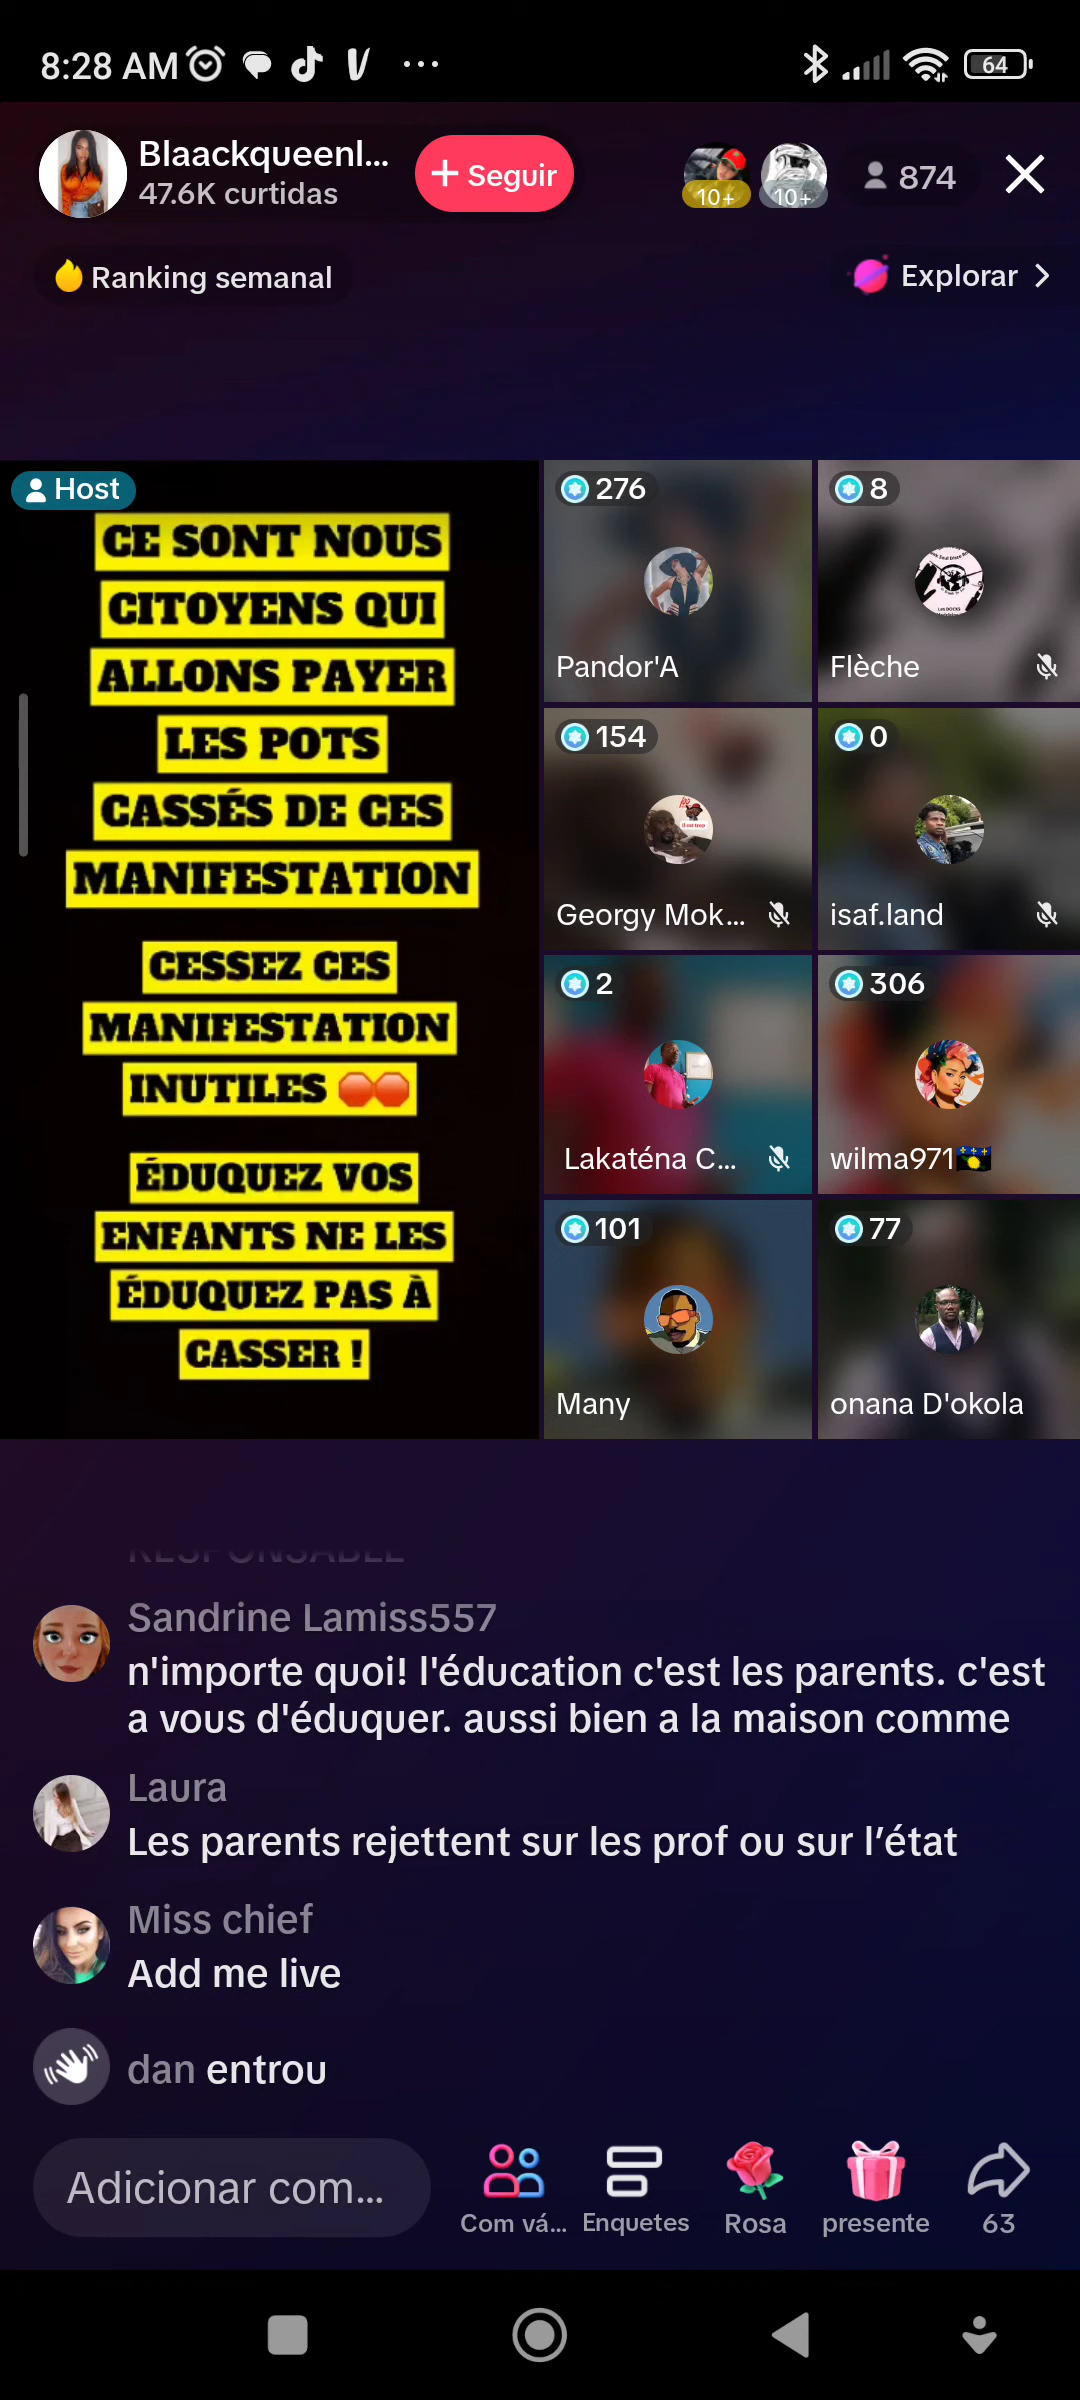 8:28 AM
64
Blaackqueenl...
47.6K curtidas
+ Seguir
10+
10+
874
Ranking semanal
Explorar
Host
CE SONT NOUS
CITOYENS QUI
ALLONS PAYER
LES POTS
CASSÉS DE CES
MANIFESTATION
CESSEZ CES
MANIFESTATION
INUTILES 🛑🛑
ÉDUQUEZ VOS
ENFANTS NE LES
ÉDUQUEZ PAS À
CASSER !
276
Pandor'A
8
Flèche
154
Georgy Mok...
0
isaf.land
2
Lakaténa C...
306
wilma971
101
Many
77
onana D'okola
RESPONSABLE
Sandrine Lamiss557
n'importe quoi! l'éducation c'est les parents. c'est
a vous d'éduquer. aussi bien a la maison comme
Laura
Les parents rejettent sur les prof ou sur l’état
Miss chief
Add me live
dan entrou
Adicionar com...
Com vá...
Enquetes
Rosa
presente
63